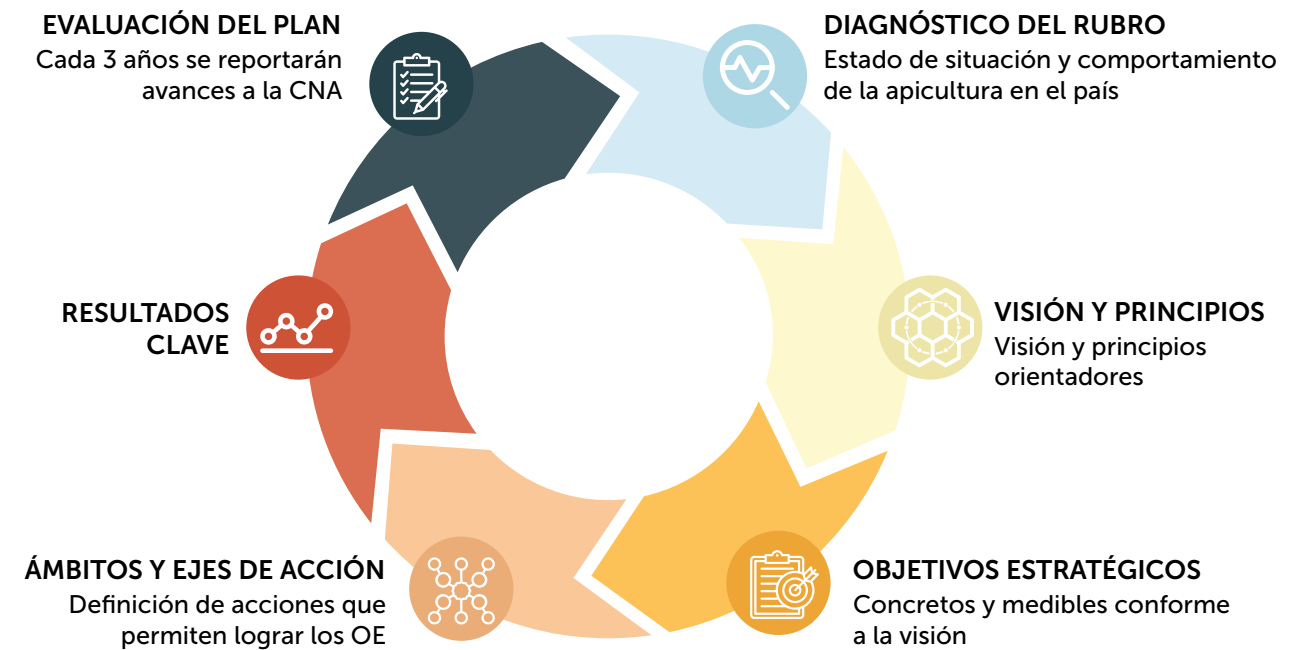 EVALUACIÓN DEL PLAN
Cada 3 años se reportarán
avances a la CNA
DIAGNÓSTICO DEL RUBRO
Estado de situación y comportamiento
de la apicultura en el país
RESULTADOS
CLAVE
VISIÓN Y PRINCIPIOS
Visión y principios
orientadores
ÁMBITOS Y EJES DE ACCIÓN
Definición de acciones que
permiten lograr los OE
OBJETIVOS ESTRATÉGICOS
Concretos y medibles conforme
a la visión